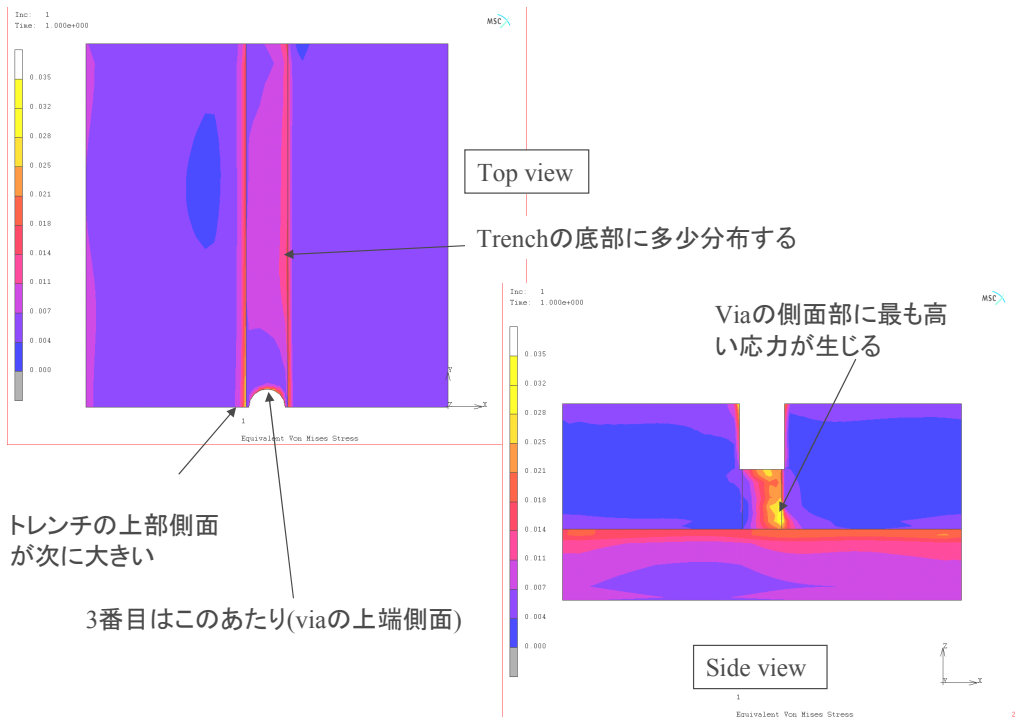 Inc: 1
Time: 1.000e+000
MSC
0.035
0.032
0.028
0.025
0.021
0.018
0.014
0.011
0.007
0.004
0.000
Y
Z
X
1
Equivalent Von Mises Stress
Top view
Trenchの底部に多少分布する
トレンチの上部側面
が次に大きい
3番目はこのあたり(viaの上端側面)
Inc: 1
Time: 1.000e+000
MSC
Viaの側面部に最も高
い応力が生じる
0.035
0.032
0.028
0.025
0.021
0.018
0.014
0.011
0.007
0.004
0.000
Side view
Z
Y
X
1
Equivalent Von Mises Stress
2